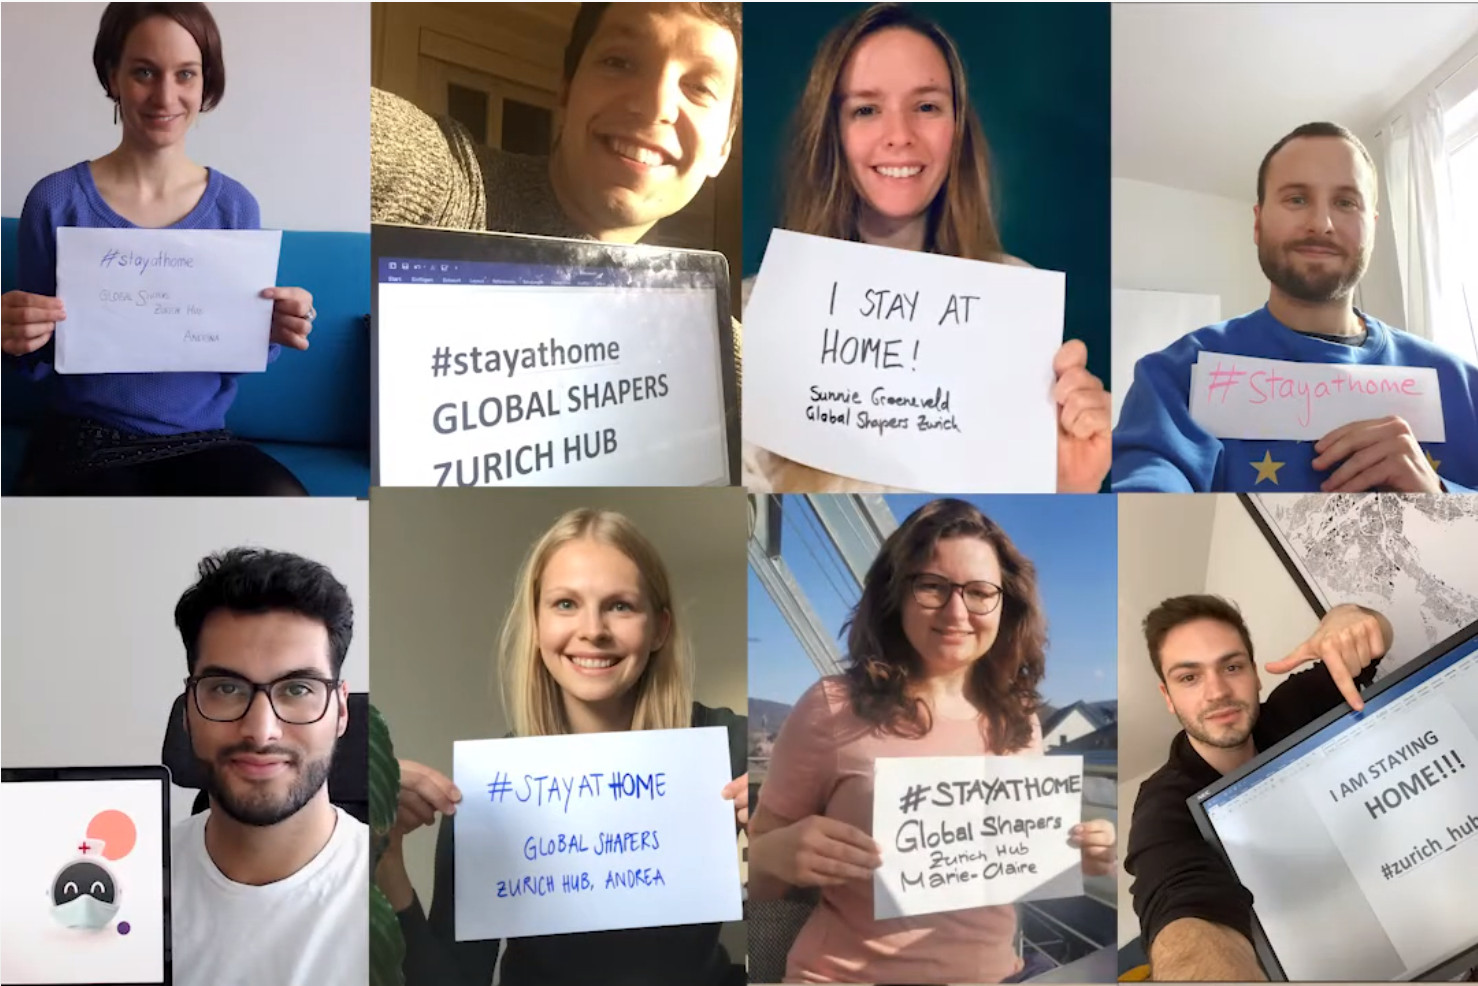 #stayathome
GLOBAL SHAPERS
ZURICH HUB
ANDRINA
#stayathome
GLOBAL SHAPERS
ZURICH HUB
I STAY AT
HOME!
Sunnie Groeneveld
Global Shapers Zurich
#Stayathome
#STAYATHOME
GLOBAL SHAPERS
ZURICH HUB, ANDREA
#STAYATHOME
Global Shapers
Zurich Hub
Marie-Claire
I AM STAYING
HOME!!!
#zurich_hub